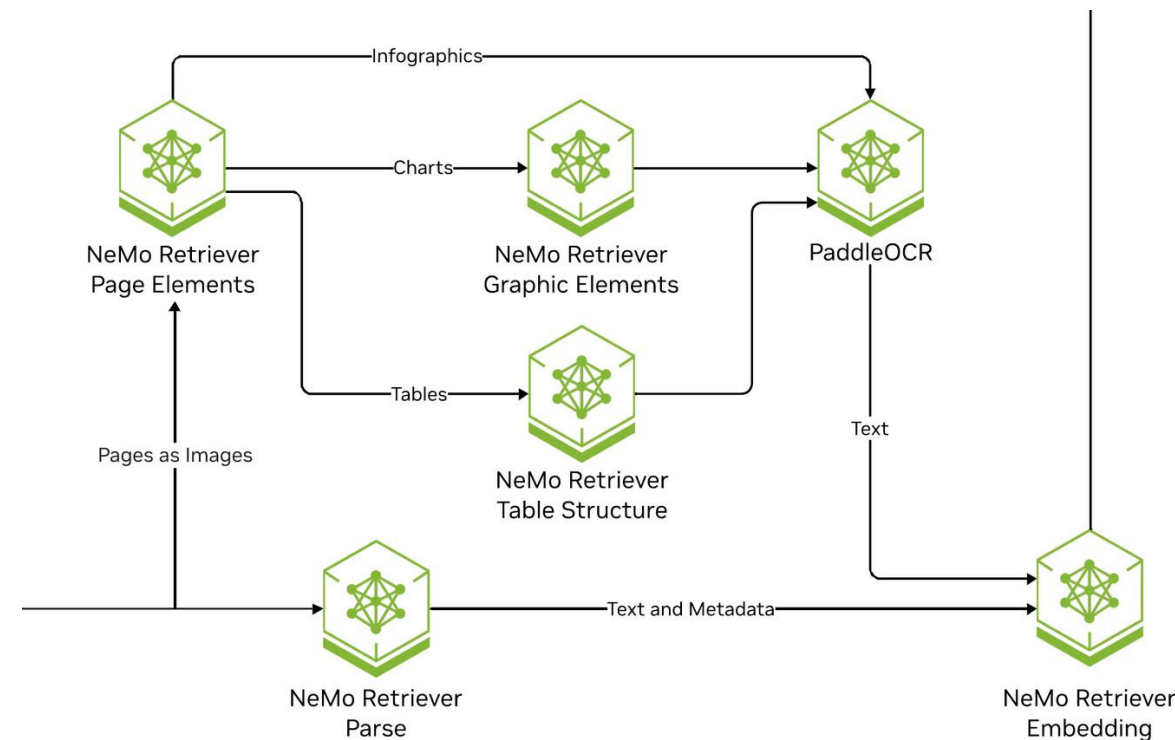 Infographics
Charts
NeMo Retriever
Page Elements
NeMo Retriever
Graphic Elements
PaddleOCR
Tables
Text
Pages as Images
NeMo Retriever
Table Structure
Text and Metadata
NeMo Retriever
Parse
NeMo Retriever
Embedding